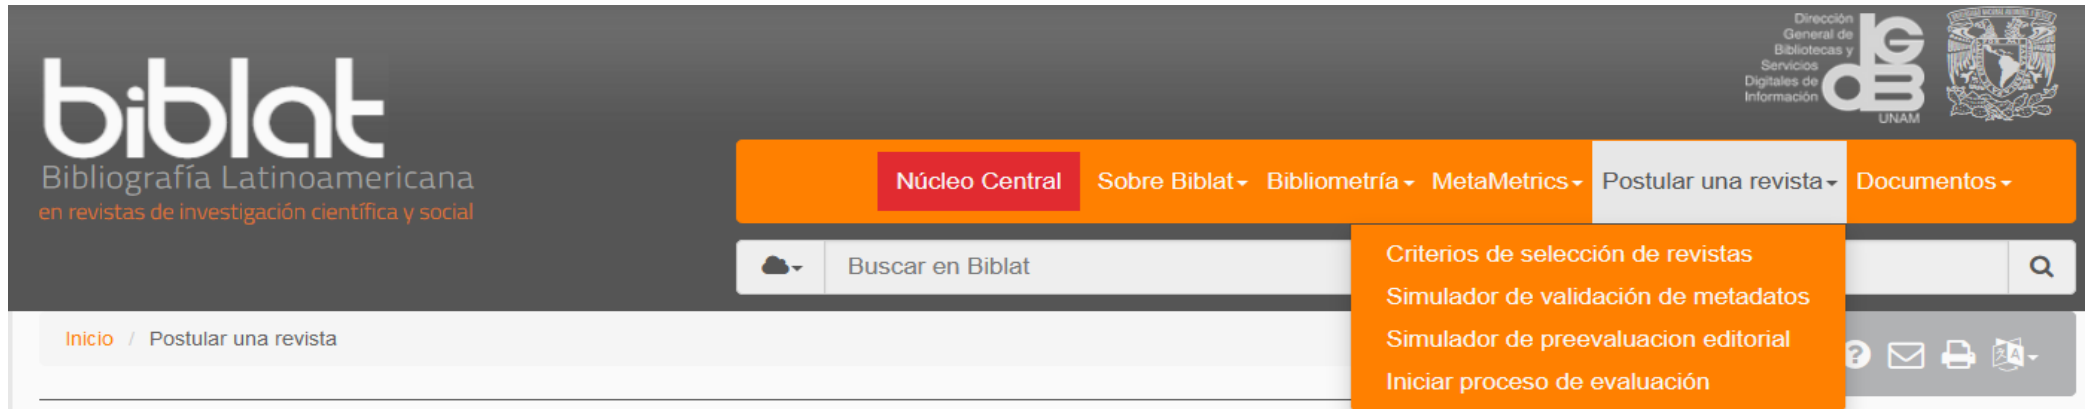 biblat
Bibliografía Latinoamericana
en revistas de investigación científica y social
Dirección
General de
Bibliotecas y
Servicios
Digitales de
Información
DGB
UNAM
Núcleo Central
Sobre Biblat
Bibliometría
MetaMetrics
Postular una revista
Documentos
Buscar en Biblat
Criterios de selección de revistas
Simulador de validación de metadatos
Simulador de preevaluacion editorial
Iniciar proceso de evaluación
Inicio / Postular una revista